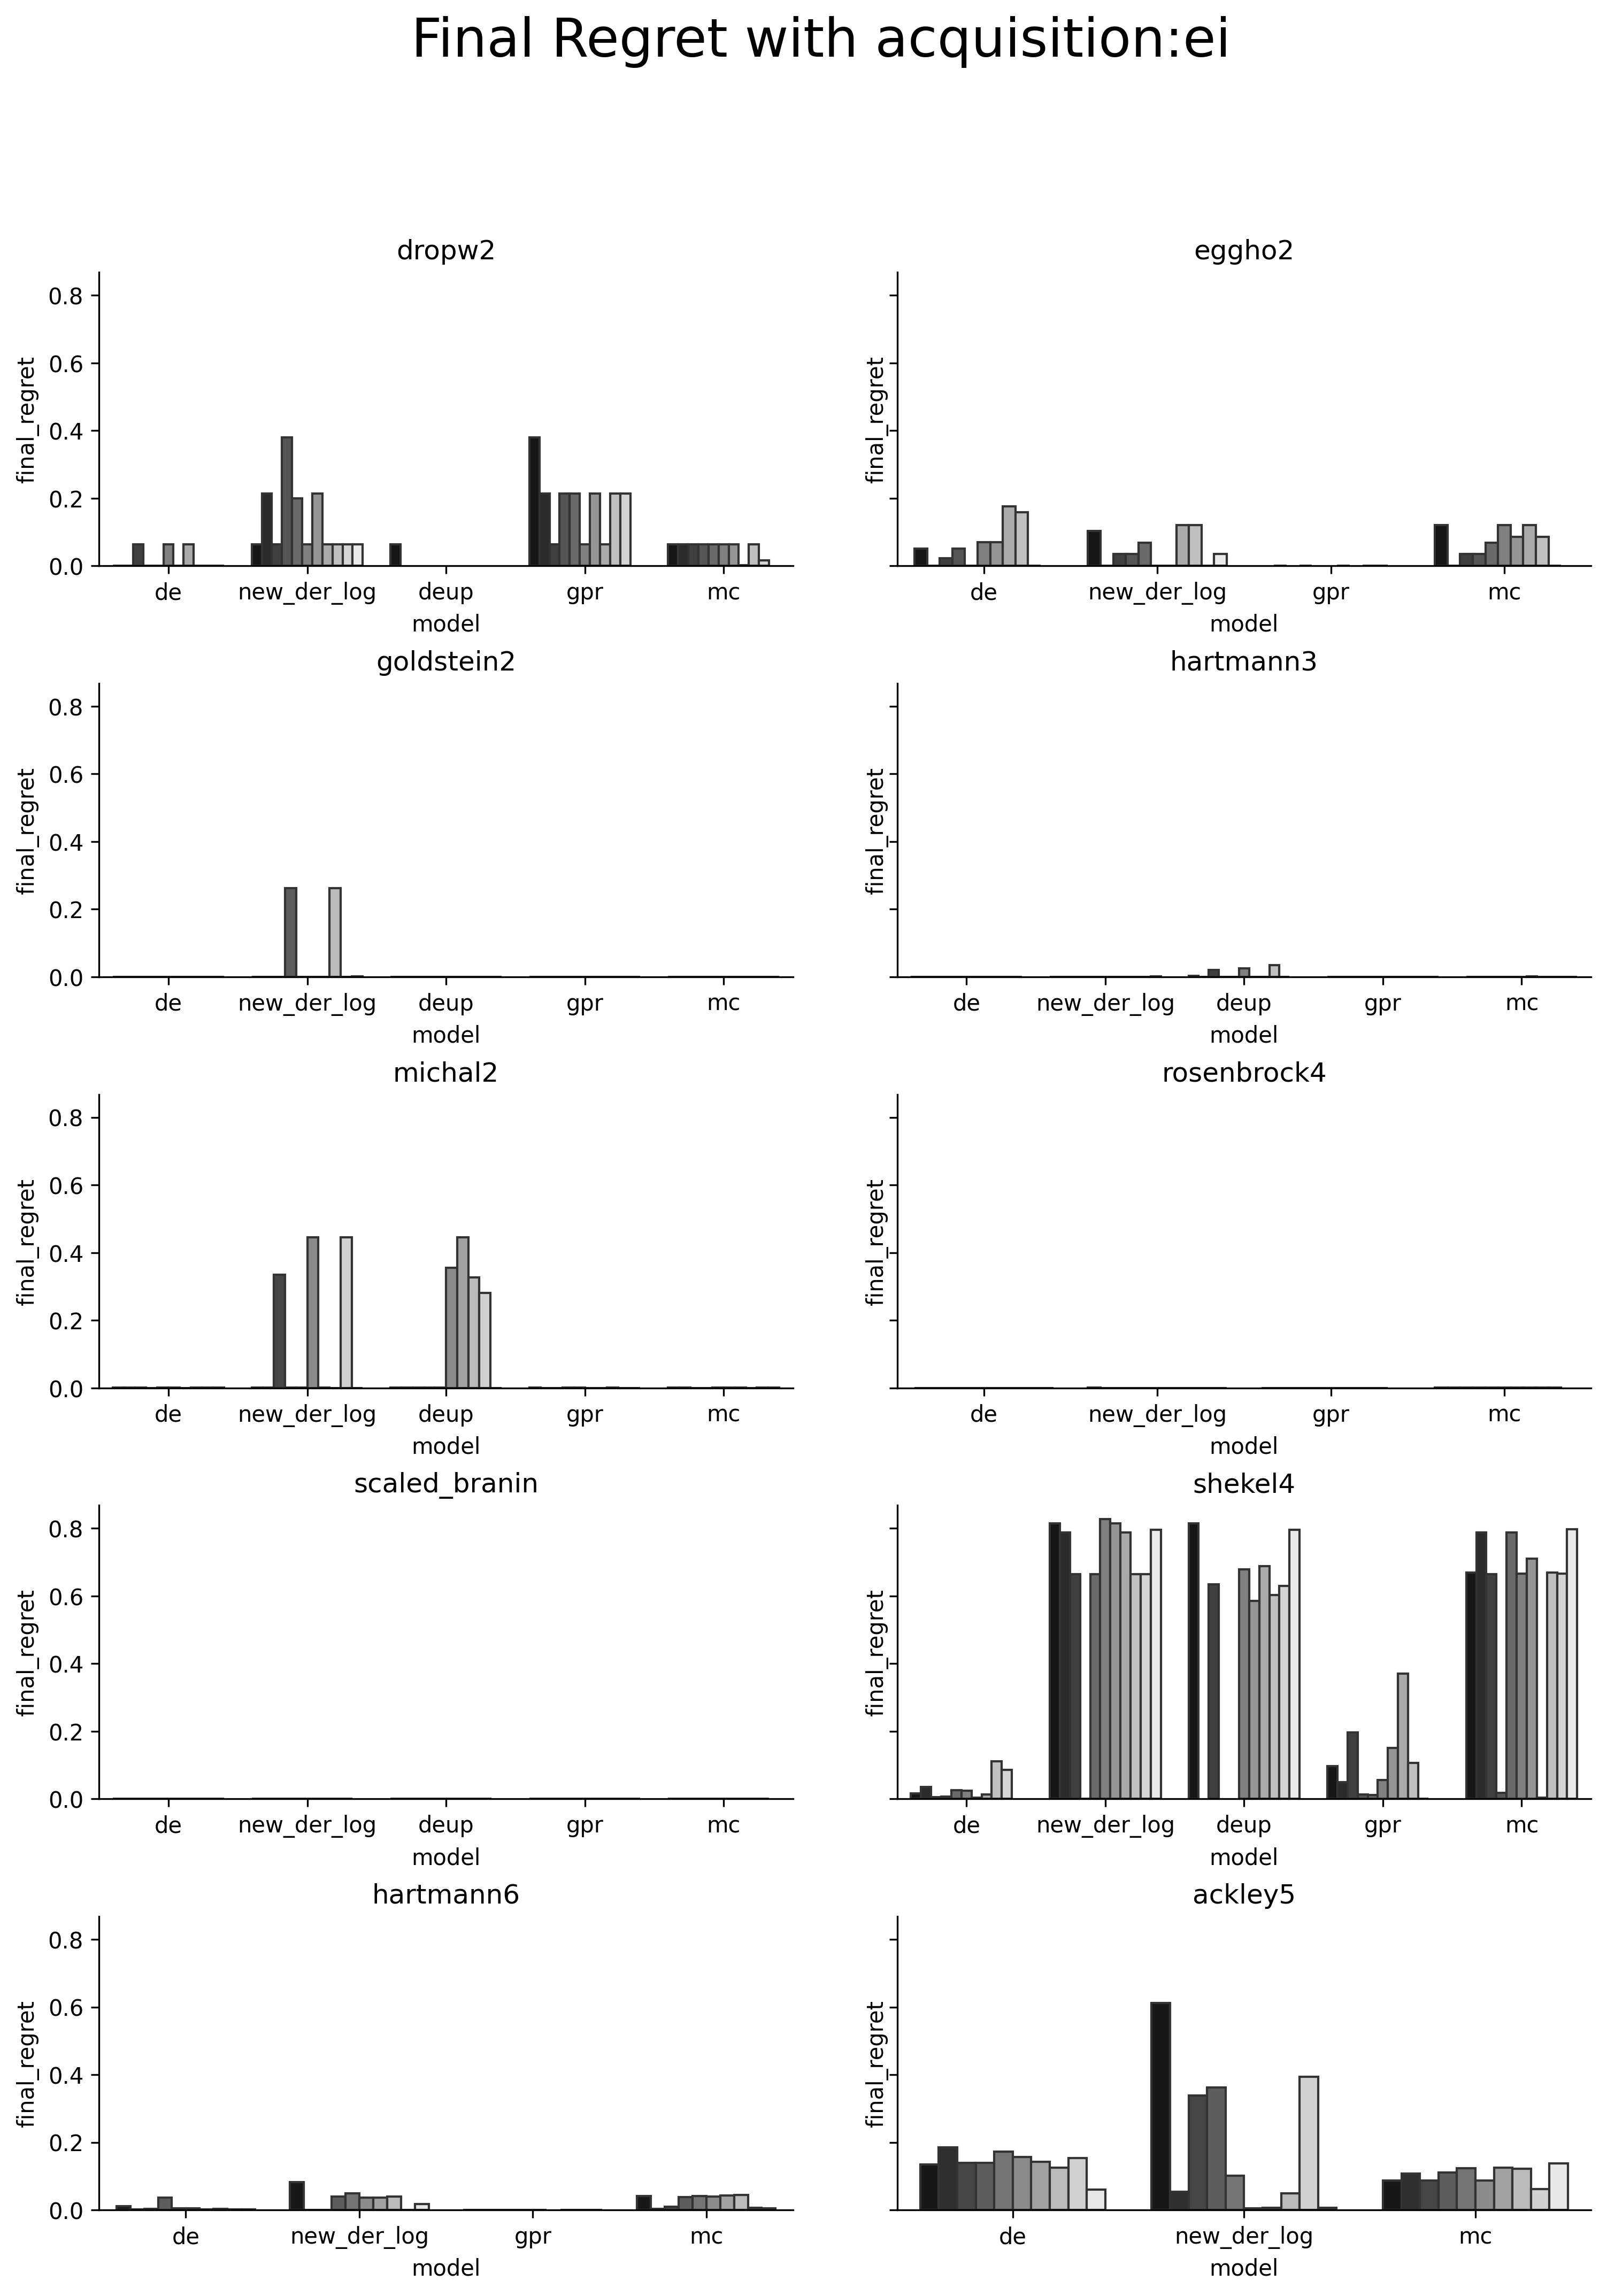 Final Regret with acquisition:ei
dropw2
0.8
0.6
0.4
0.2
0.0
final_regret
de new_der_log deup gpr mc
model
eggho2
final_regret
de new_der_log gpr mc
model
goldstein2
0.8
0.6
0.4
0.2
0.0
final_regret
de new_der_log deup gpr mc
model
hartmann3
final_regret
de new_der_log deup gpr mc
model
michal2
0.8
0.6
0.4
0.2
0.0
final_regret
de new_der_log deup gpr mc
model
rosenbrock4
final_regret
de new_der_log gpr mc
model
scaled_branin
0.8
0.6
0.4
0.2
0.0
final_regret
de new_der_log deup gpr mc
model
shekel4
final_regret
de new_der_log deup gpr mc
model
hartmann6
0.8
0.6
0.4
0.2
0.0
final_regret
de new_der_log gpr mc
model
ackley5
final_regret
de new_der_log mc
model